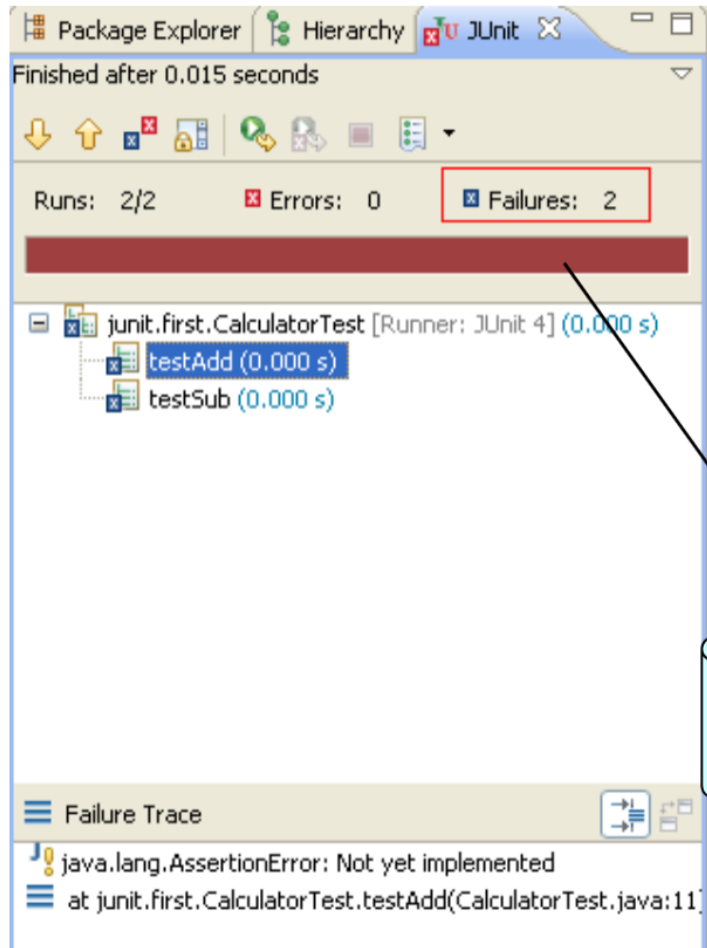 Package Explorer Hierarchy JUnit
Finished after 0.015 seconds
Runs: 2/2 Errors: 0 Failures: 2
junit.first.CalculatorTest [Runner: JUnit 4] (0.000 s)
testAdd (0.000 s)
testSub (0.000 s)
Failure Trace
java.lang.AssertionError: Not yet implemented
at junit.first.CalculatorTest.testAdd(CalculatorTest.java:11)